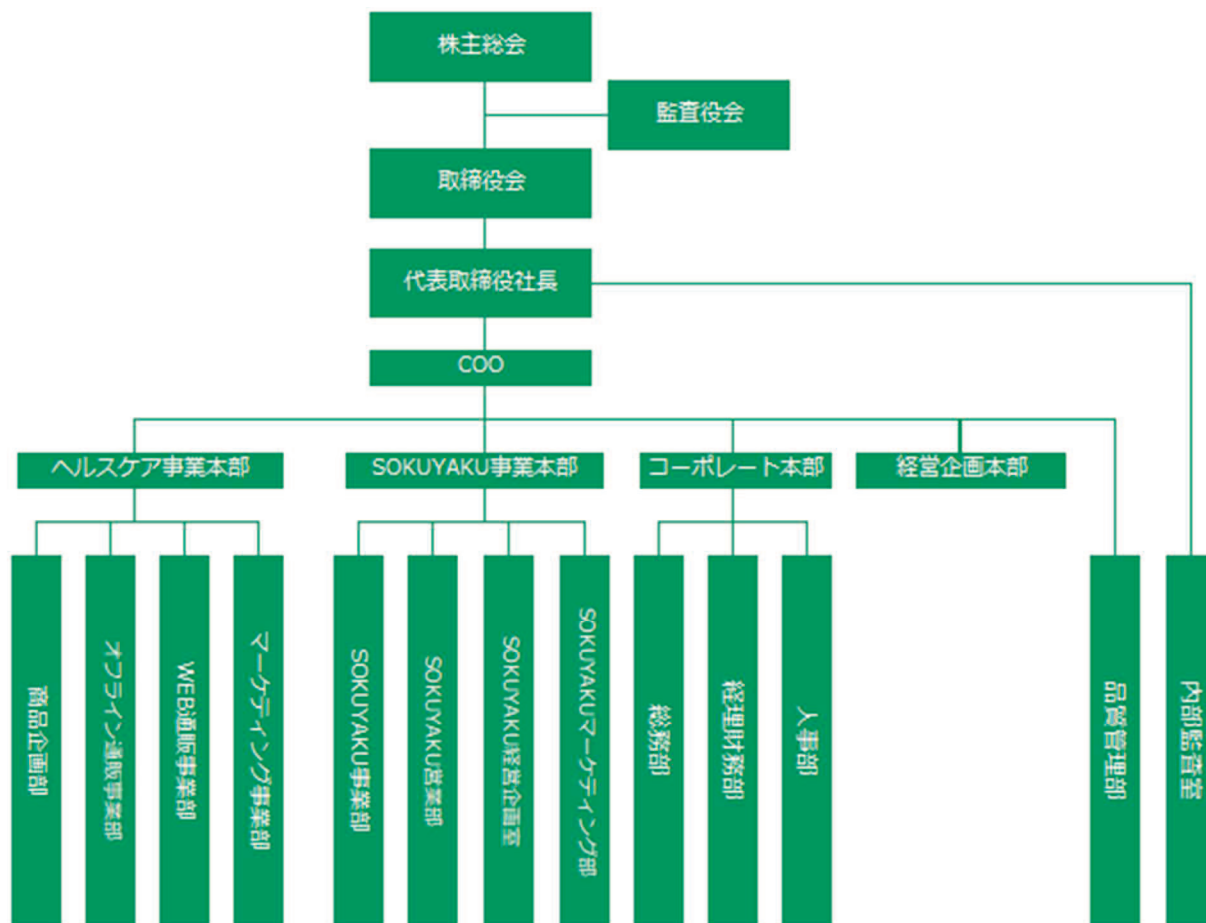 株主総会
監査役会
取締役会
代表取締役社長
COO
ヘルスケア事業本部
SOKUYAKU事業本部
コーポレート本部
経営企画本部
商品企画部
オフライン通販事業部
WEB通販事業部
マーケティング事業部
SOKUYAKU事業部
SOKUYAKU営業部
SOKUYAKU経営企画室
SOKUYAKUマーケティング部
総務部
経理財務部
人事部
品質管理部
内部監査室